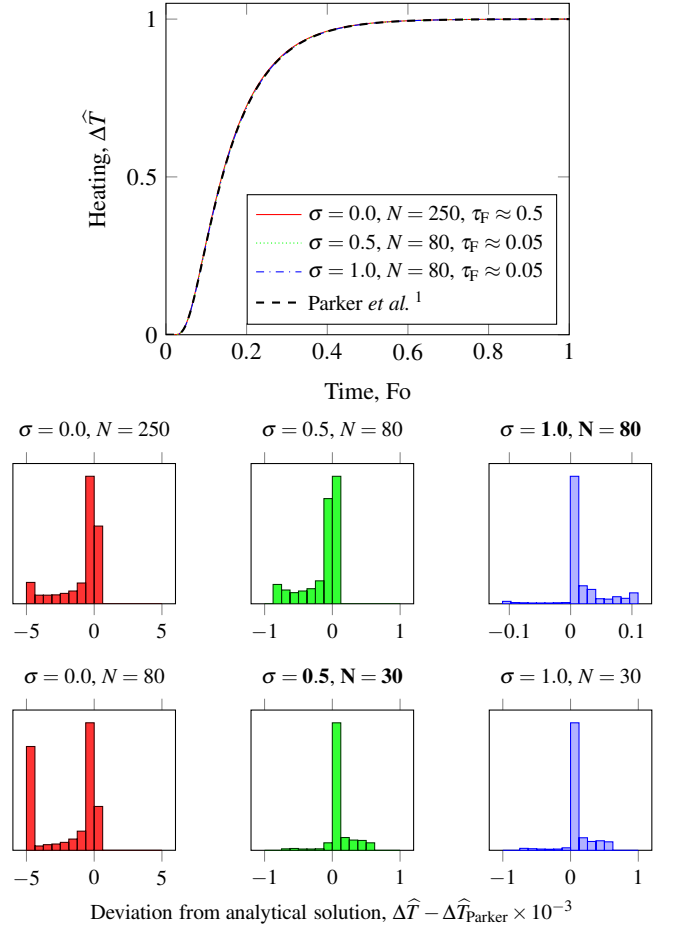 1
0.5
0
Heating, ΔT̂
σ = 0.0, N = 250, τF ≈ 0.5
σ = 0.5, N = 80, τF ≈ 0.05
σ = 1.0, N = 80, τF ≈ 0.05
Parker et al. 1
0 0.2 0.4 0.6 0.8 1
Time, Fo
σ = 0.0, N = 250 σ = 0.5, N = 80 σ = 1.0, N = 80
−5 0 5 −1 0 1 −0.1 0 0.1
σ = 0.0, N = 80 σ = 0.5, N = 30 σ = 1.0, N = 30
−5 0 5 −1 0 1 −1 0 1
Deviation from analytical solution, ΔT̂ − ΔT̂Parker × 10−3